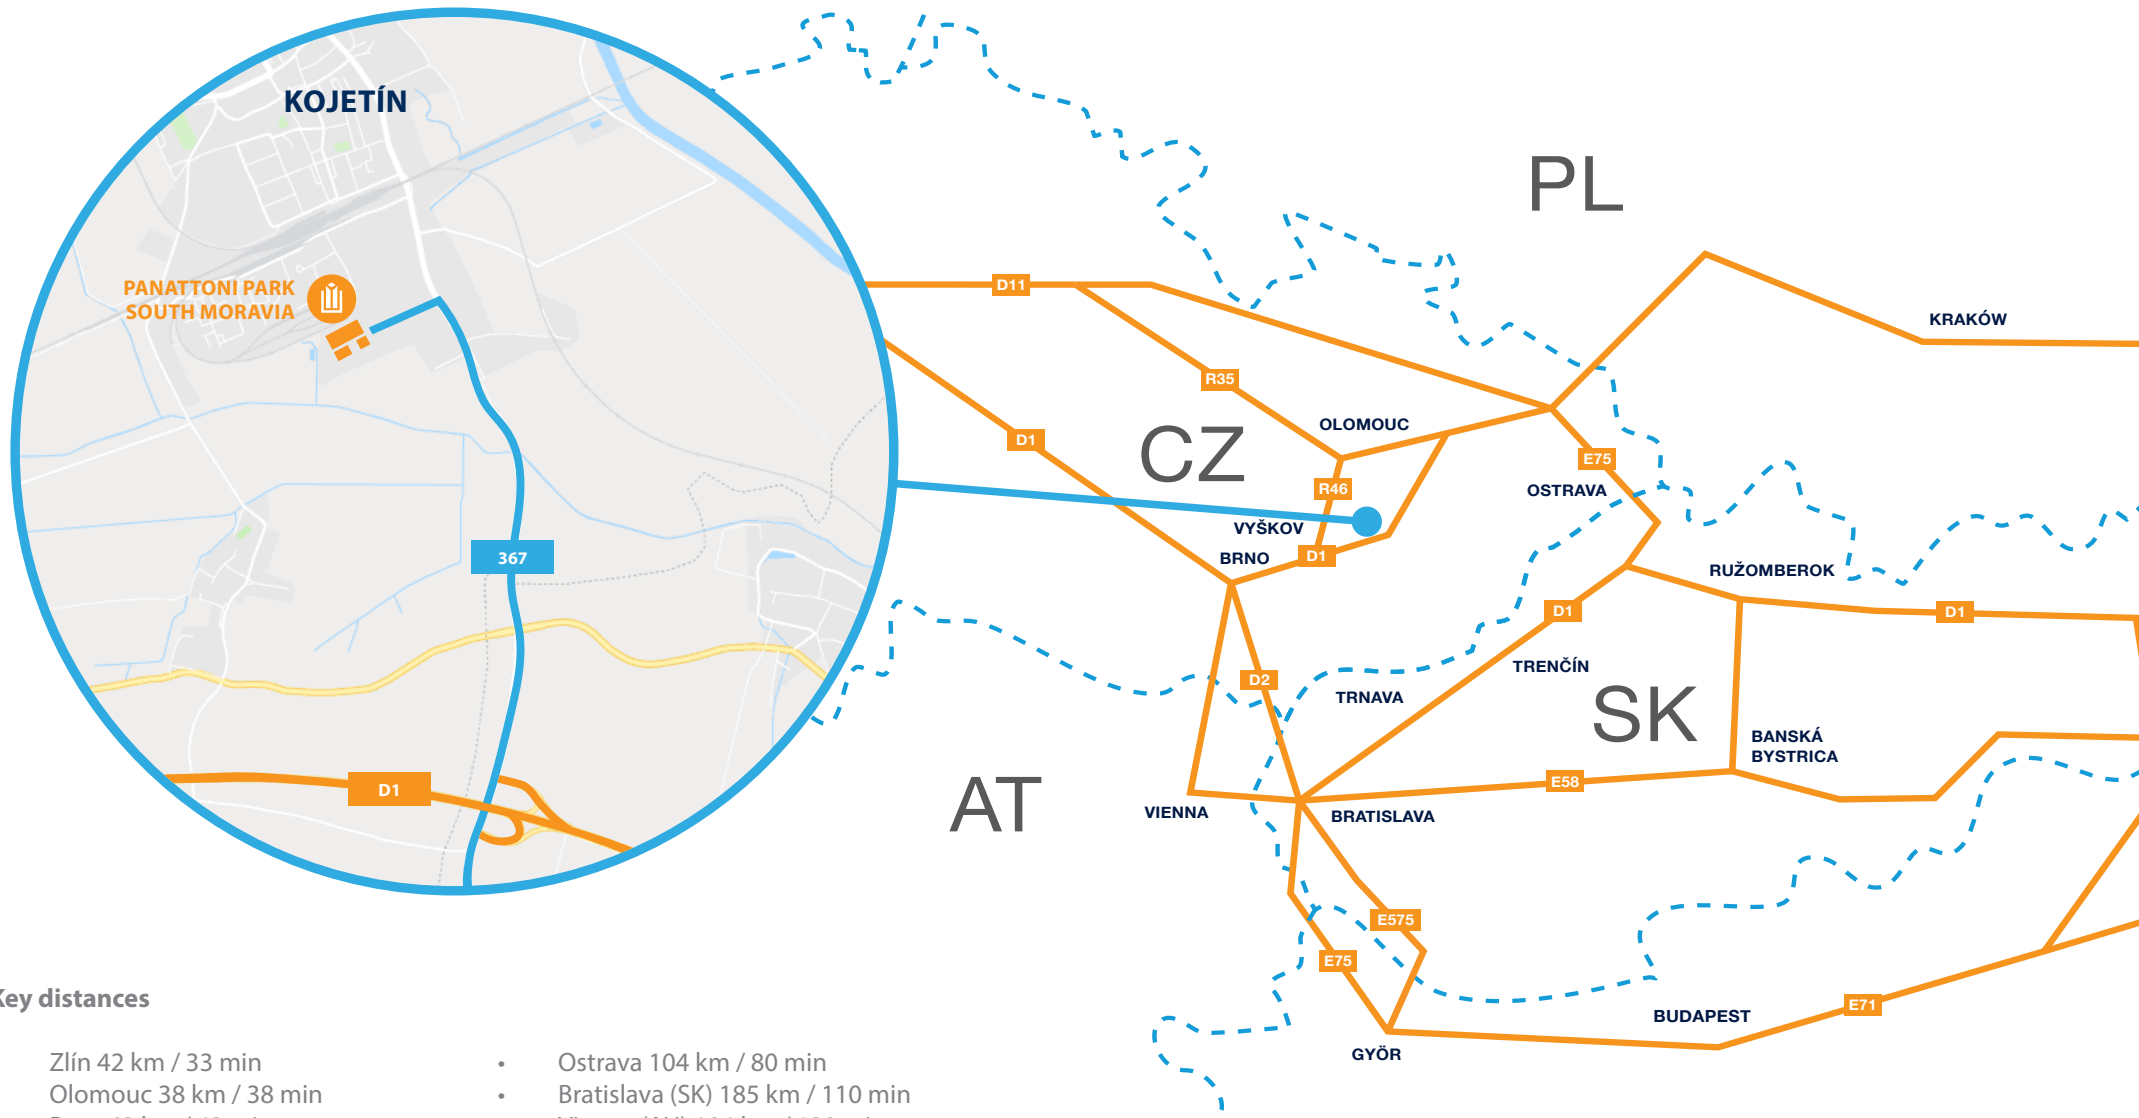 KOJETÍN
PANATTONI PARK
SOUTH MORAVIA
367
D1
PL
D11
KRAKÓW
R35
D1
CZ
OLOMOUC
E75
R46
OSTRAVA
VYŠKOV
BRNO
D1
RUŽOMBEROK
D1
D1
TRENČÍN
D2
TRNAVA
SK
BANSKÁ
BYSTRICA
AT
E58
VIENNA
BRATISLAVA
E575
E75
E71
BUDAPEST
GYÖR
Key distances
Zlín 42 km / 33 min
Olomouc 38 km / 38 min
• Ostrava 104 km / 80 min
• Bratislava (SK) 185 km / 110 min